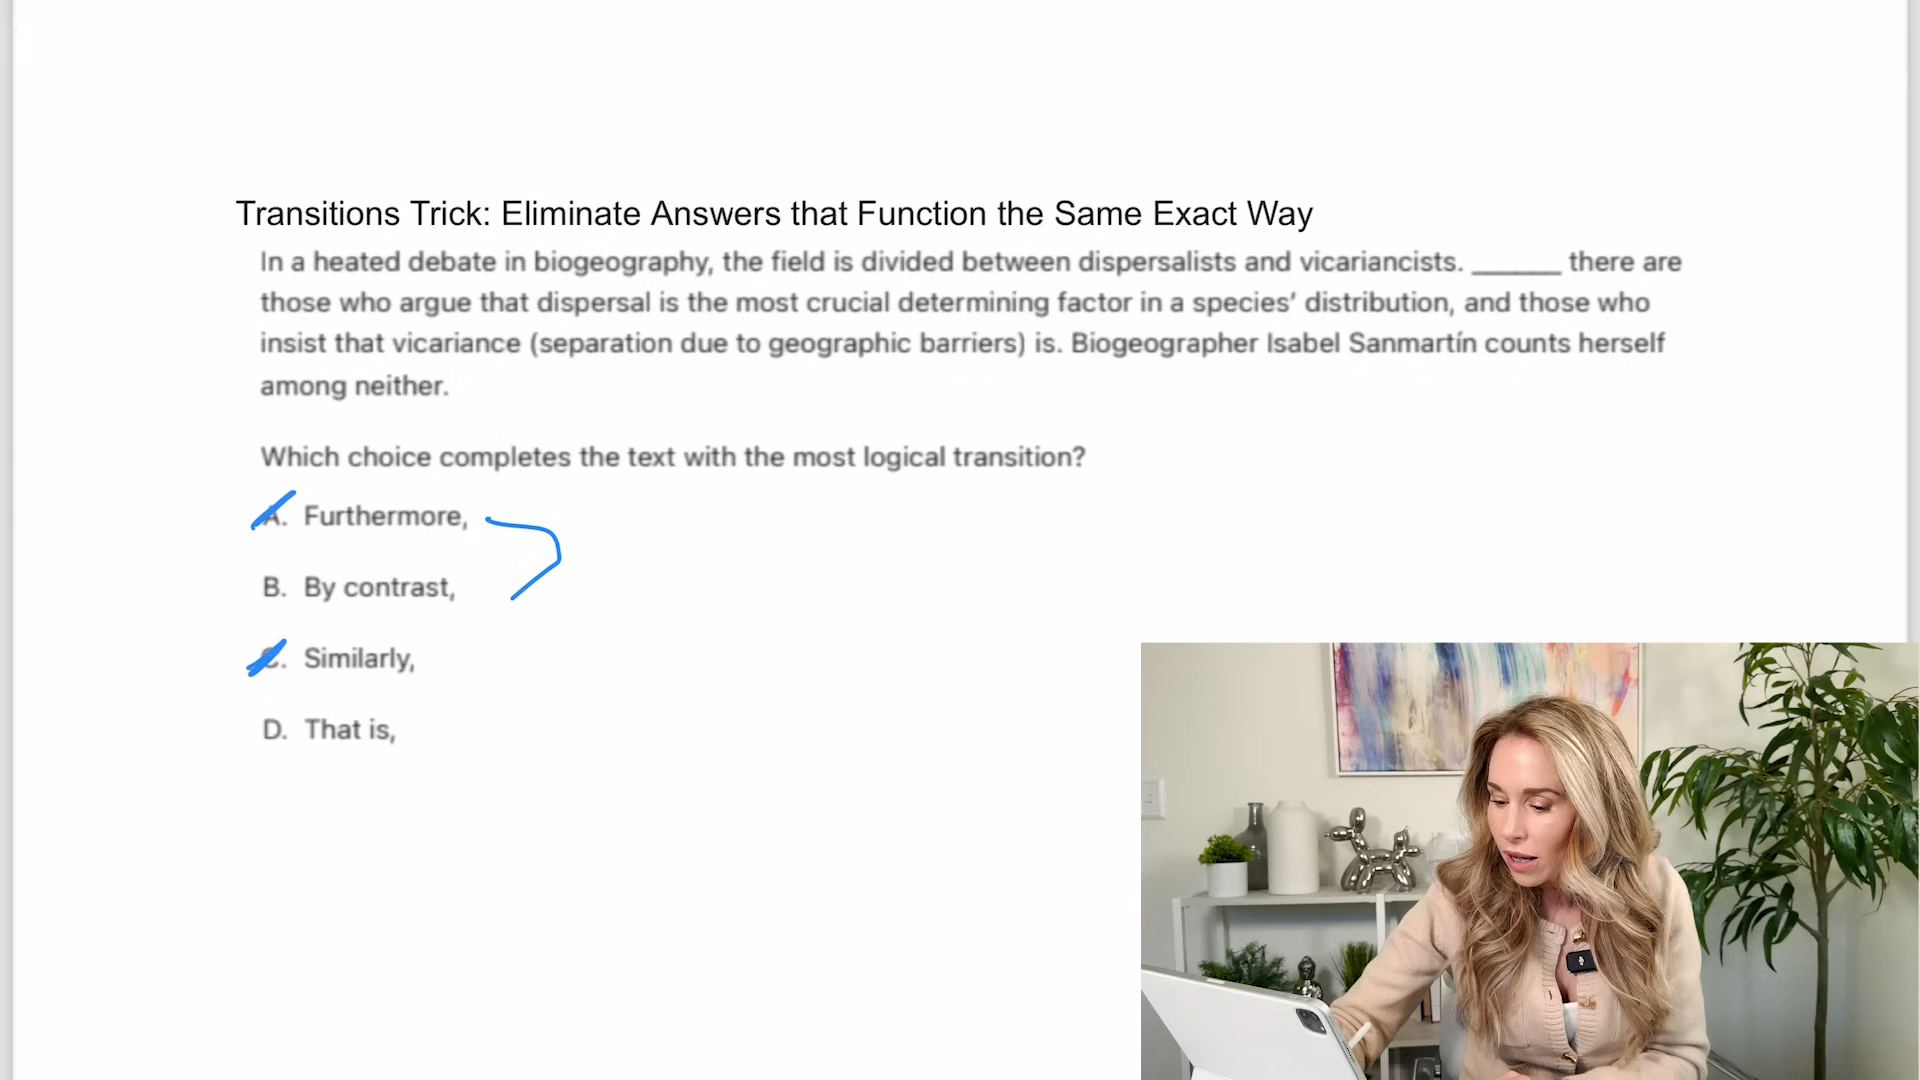 Transitions Trick: Eliminate Answers that Function the Same Exact Way
In a heated debate in biogeography, the field is divided between dispersalists and vicariancists. ______ there are
those who argue that dispersal is the most crucial determining factor in a species’ distribution, and those who
insist that vicariance (separation due to geographic barriers) is. Biogeographer Isabel Sanmartín counts herself
among neither.
Which choice completes the text with the most logical transition?
A. Furthermore,
B. By contrast,
C. Similarly,
D. That is,